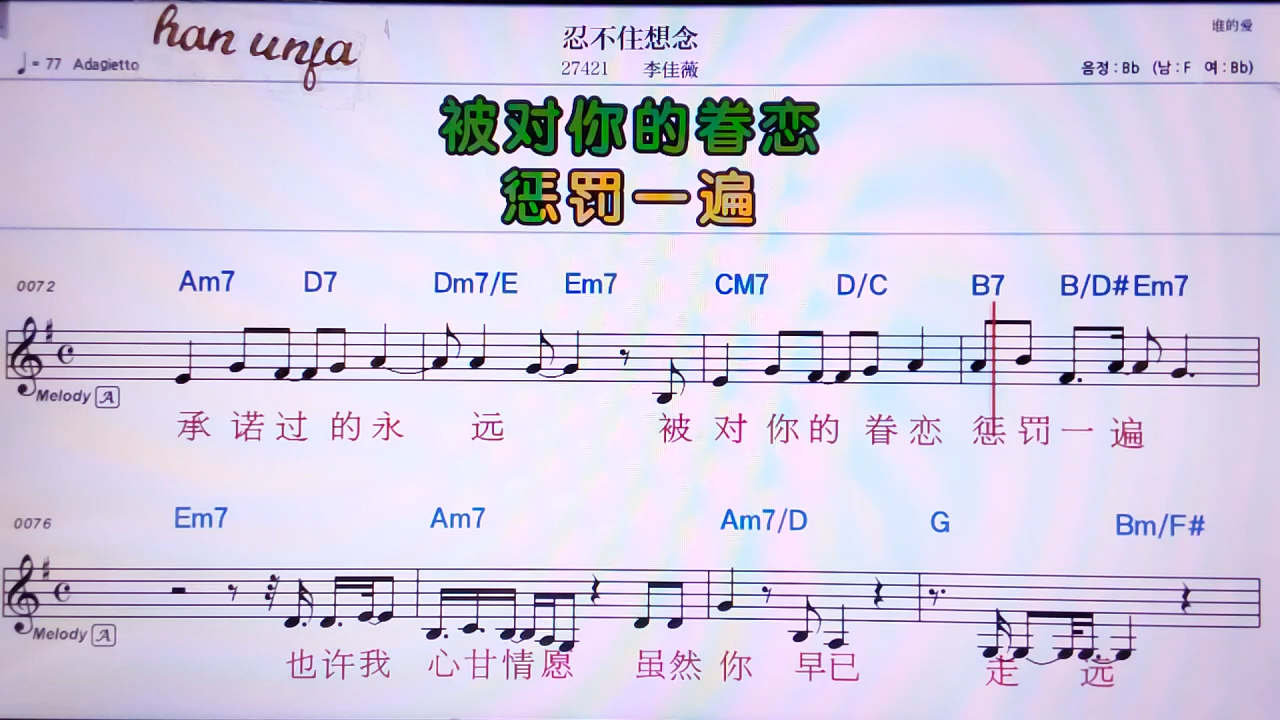 han unfa
忍不住想念
谁的爱
♩= 77 Adagietto
27421 李佳薇
음정 : Bb (남 : F 여 : Bb)
被对你的眷恋
惩罚一遍
0072 Am7 D7 Dm7/E Em7 CM7 D/C B7 B/D# Em7
Melody A
承诺过的永远 被对你的眷恋惩罚一遍
0076 Em7 Am7 Am7/D G Bm/F#
Melody A
也许我心甘情愿 虽然你早已走远